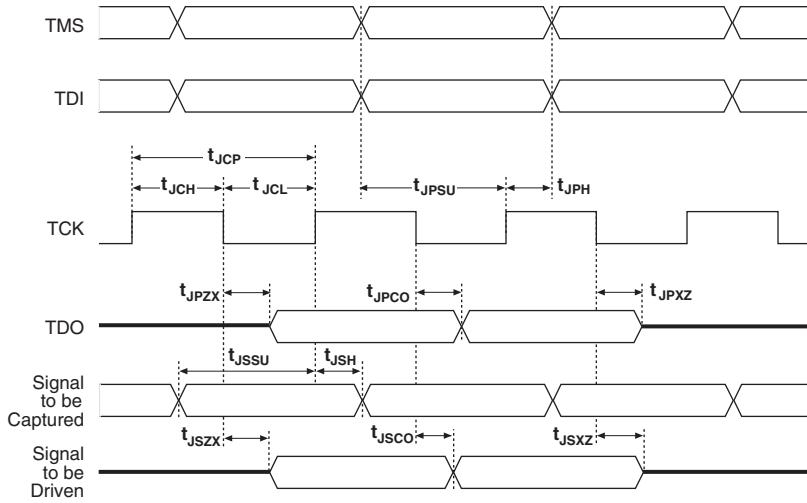 TMS
TDI
tJCP
tJCH
tJCL
tJPSU
tJPH
TCK
tJPZX
tJPCO
tJPXZ
TDO
tJSSU
tJSH
Signal
to be
Captured
tJSZX
tJSCO
tJSXZ
Signal
to be
Driven